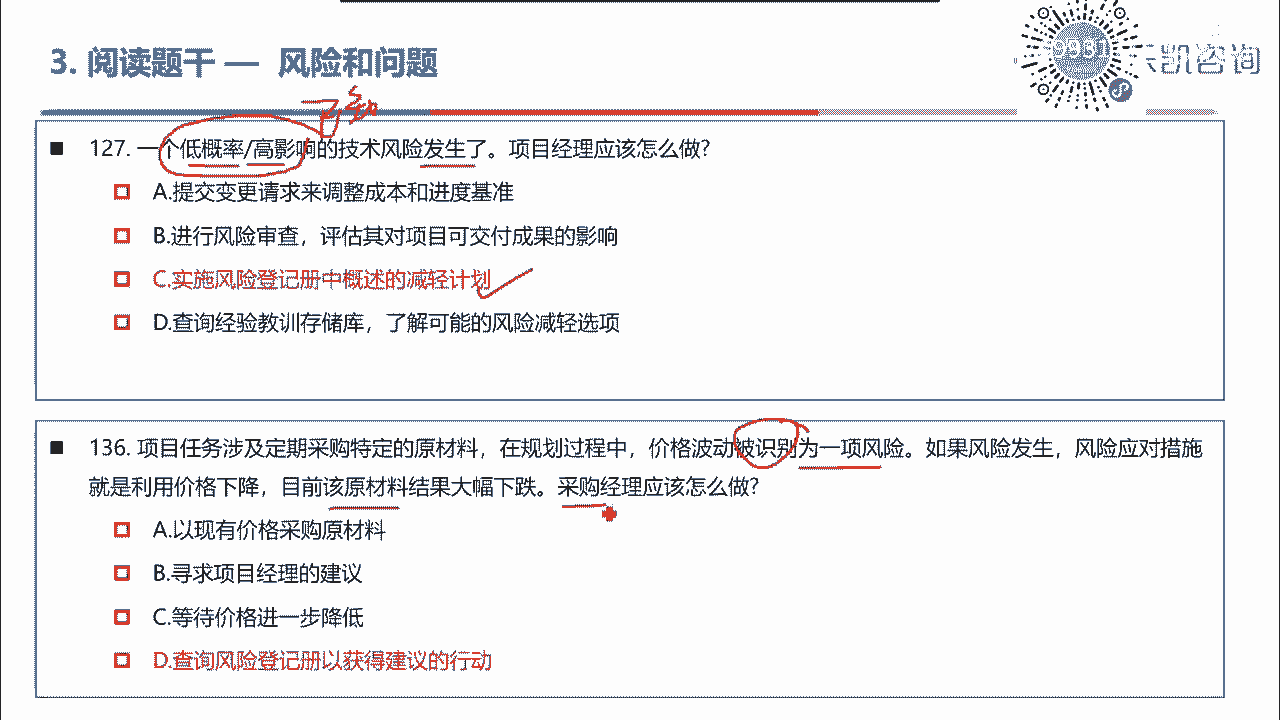 3. 阅读题干 — 风险和问题
天凯咨询
127. 一个低概率/高影响的技术风险发生了。项目经理应该怎么做?
A.提交变更请求来调整成本和进度基准
B.进行风险审查，评估其对项目可交付成果的影响
C.实施风险登记册中概述的减轻计划
D.查询经验教训存储库，了解可能的风险减轻选项
136. 项目任务涉及定期采购特定的原材料，在规划过程中，价格波动被识别为一项风险。如果风险发生，风险应对措施
就是利用价格下降，目前该原材料结果大幅下跌。采购经理应该怎么做?
A.以现有价格采购原材料
B.寻求项目经理的建议
C.等待价格进一步降低
D.查询风险登记册以获得建议的行动